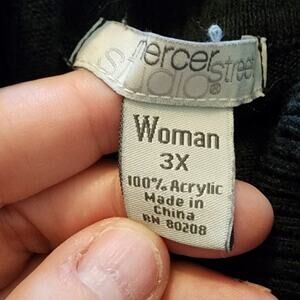 mercer street
studio®
Woman
3X
100% Acrylic
Made in
China
RN 80208